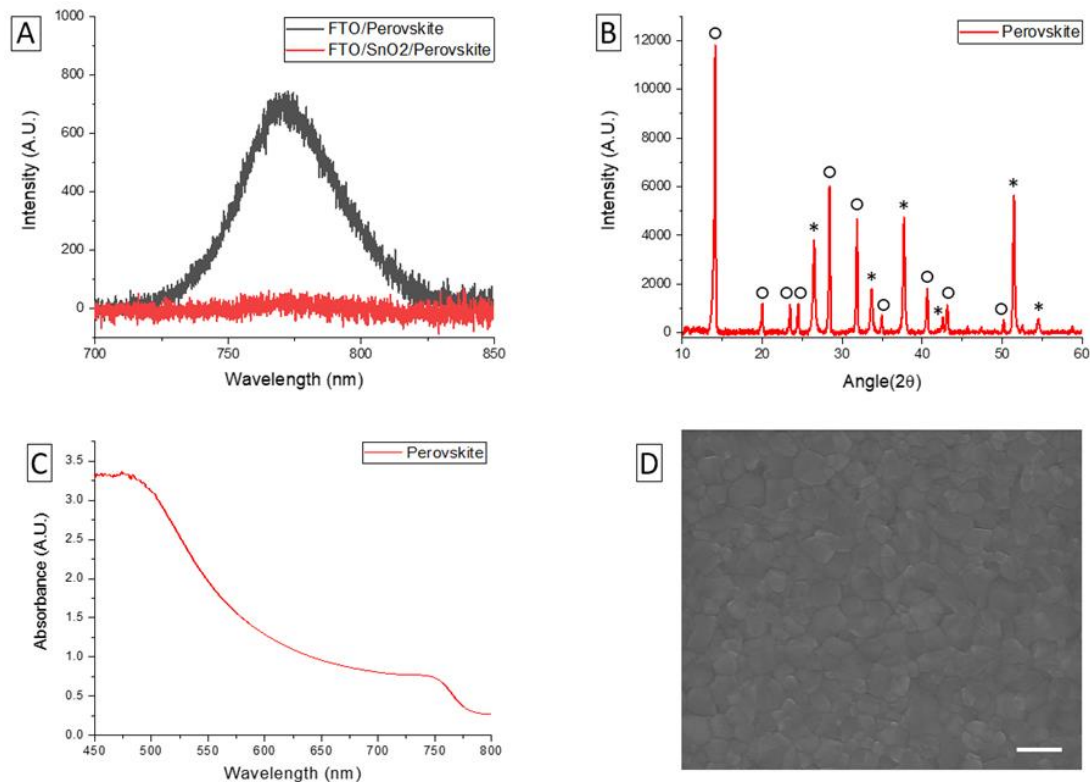 A
FTO/Perovskite
FTO/SnO2/Perovskite
1000
800
600
400
200
0
Intensity (A.U.)
700
750
800
850
Wavelength (nm)
B
Perovskite
12000
10000
8000
6000
4000
2000
0
Intensity (A.U.)
10
20
30
40
50
60
Angle(2θ)
C
Perovskite
3.5
3.0
2.5
2.0
1.5
1.0
0.5
0.0
Absorbance (A.U.)
450
500
550
600
650
700
750
800
Wavelength (nm)
D